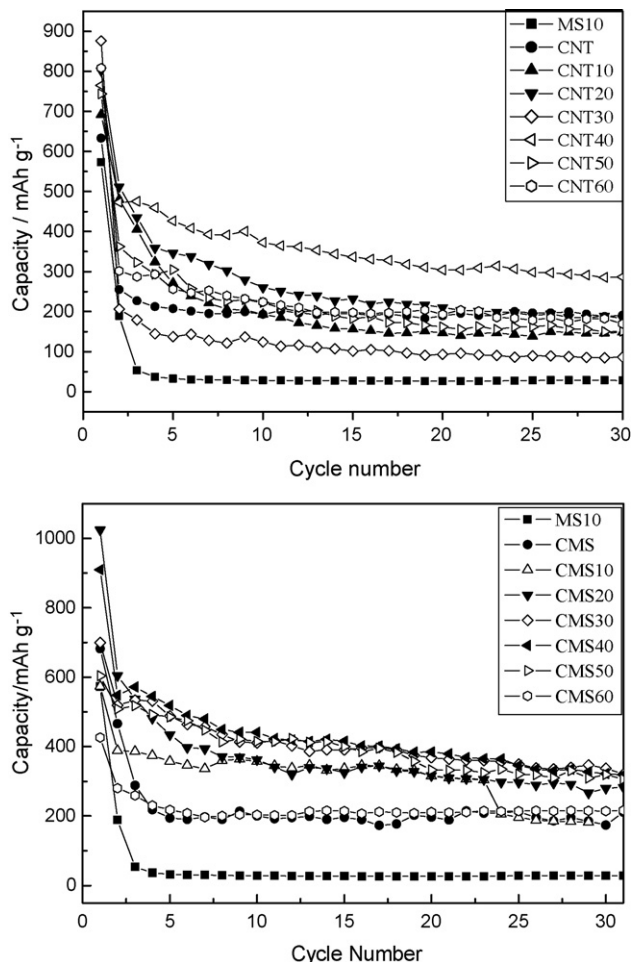 900
800
700
600
500
400
300
200
100
0
Capacity / mAh g⁻¹
MS10
CNT
CNT10
CNT20
CNT30
CNT40
CNT50
CNT60
0 5 10 15 20 25 30
Cycle number
1000
800
600
400
200
0
Capacity/mAh g⁻¹
MS10
CMS
CMS10
CMS20
CMS30
CMS40
CMS50
CMS60
0 5 10 15 20 25 30
Cycle Number